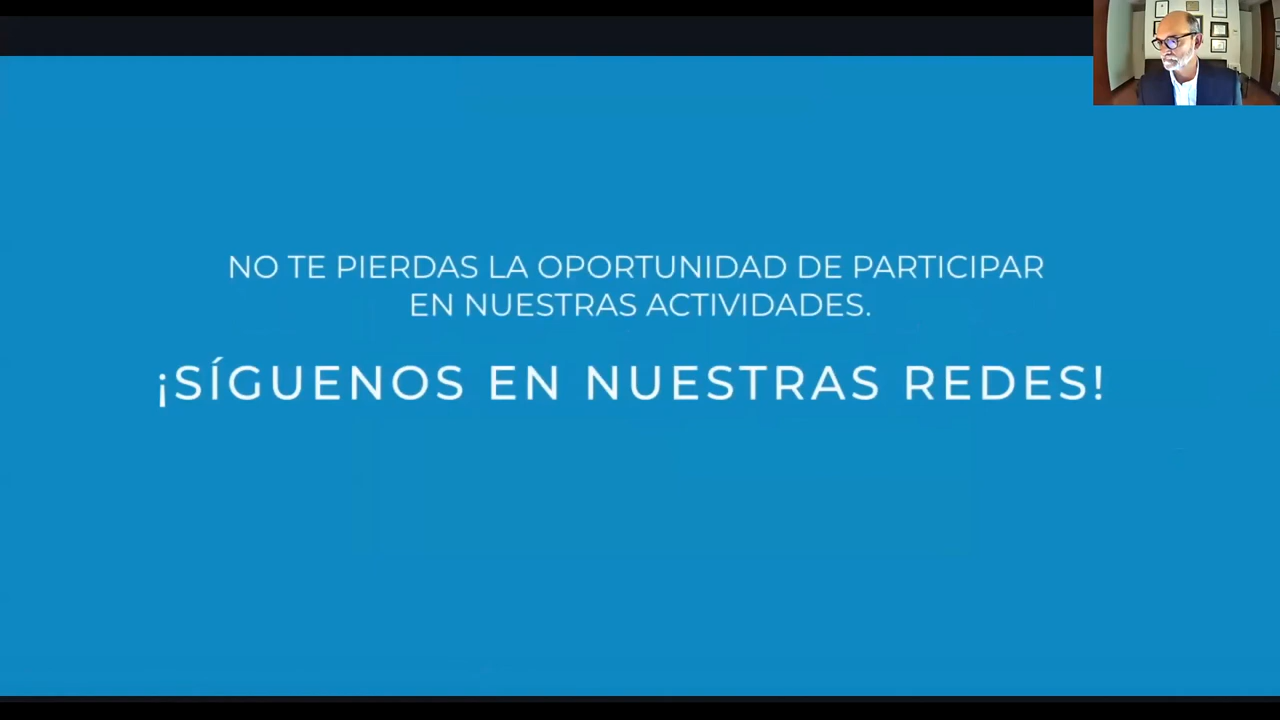 NO TE PIERDAS LA OPORTUNIDAD DE PARTICIPAR
EN NUESTRAS ACTIVIDADES.
¡SÍGUENOS EN NUESTRAS REDES!